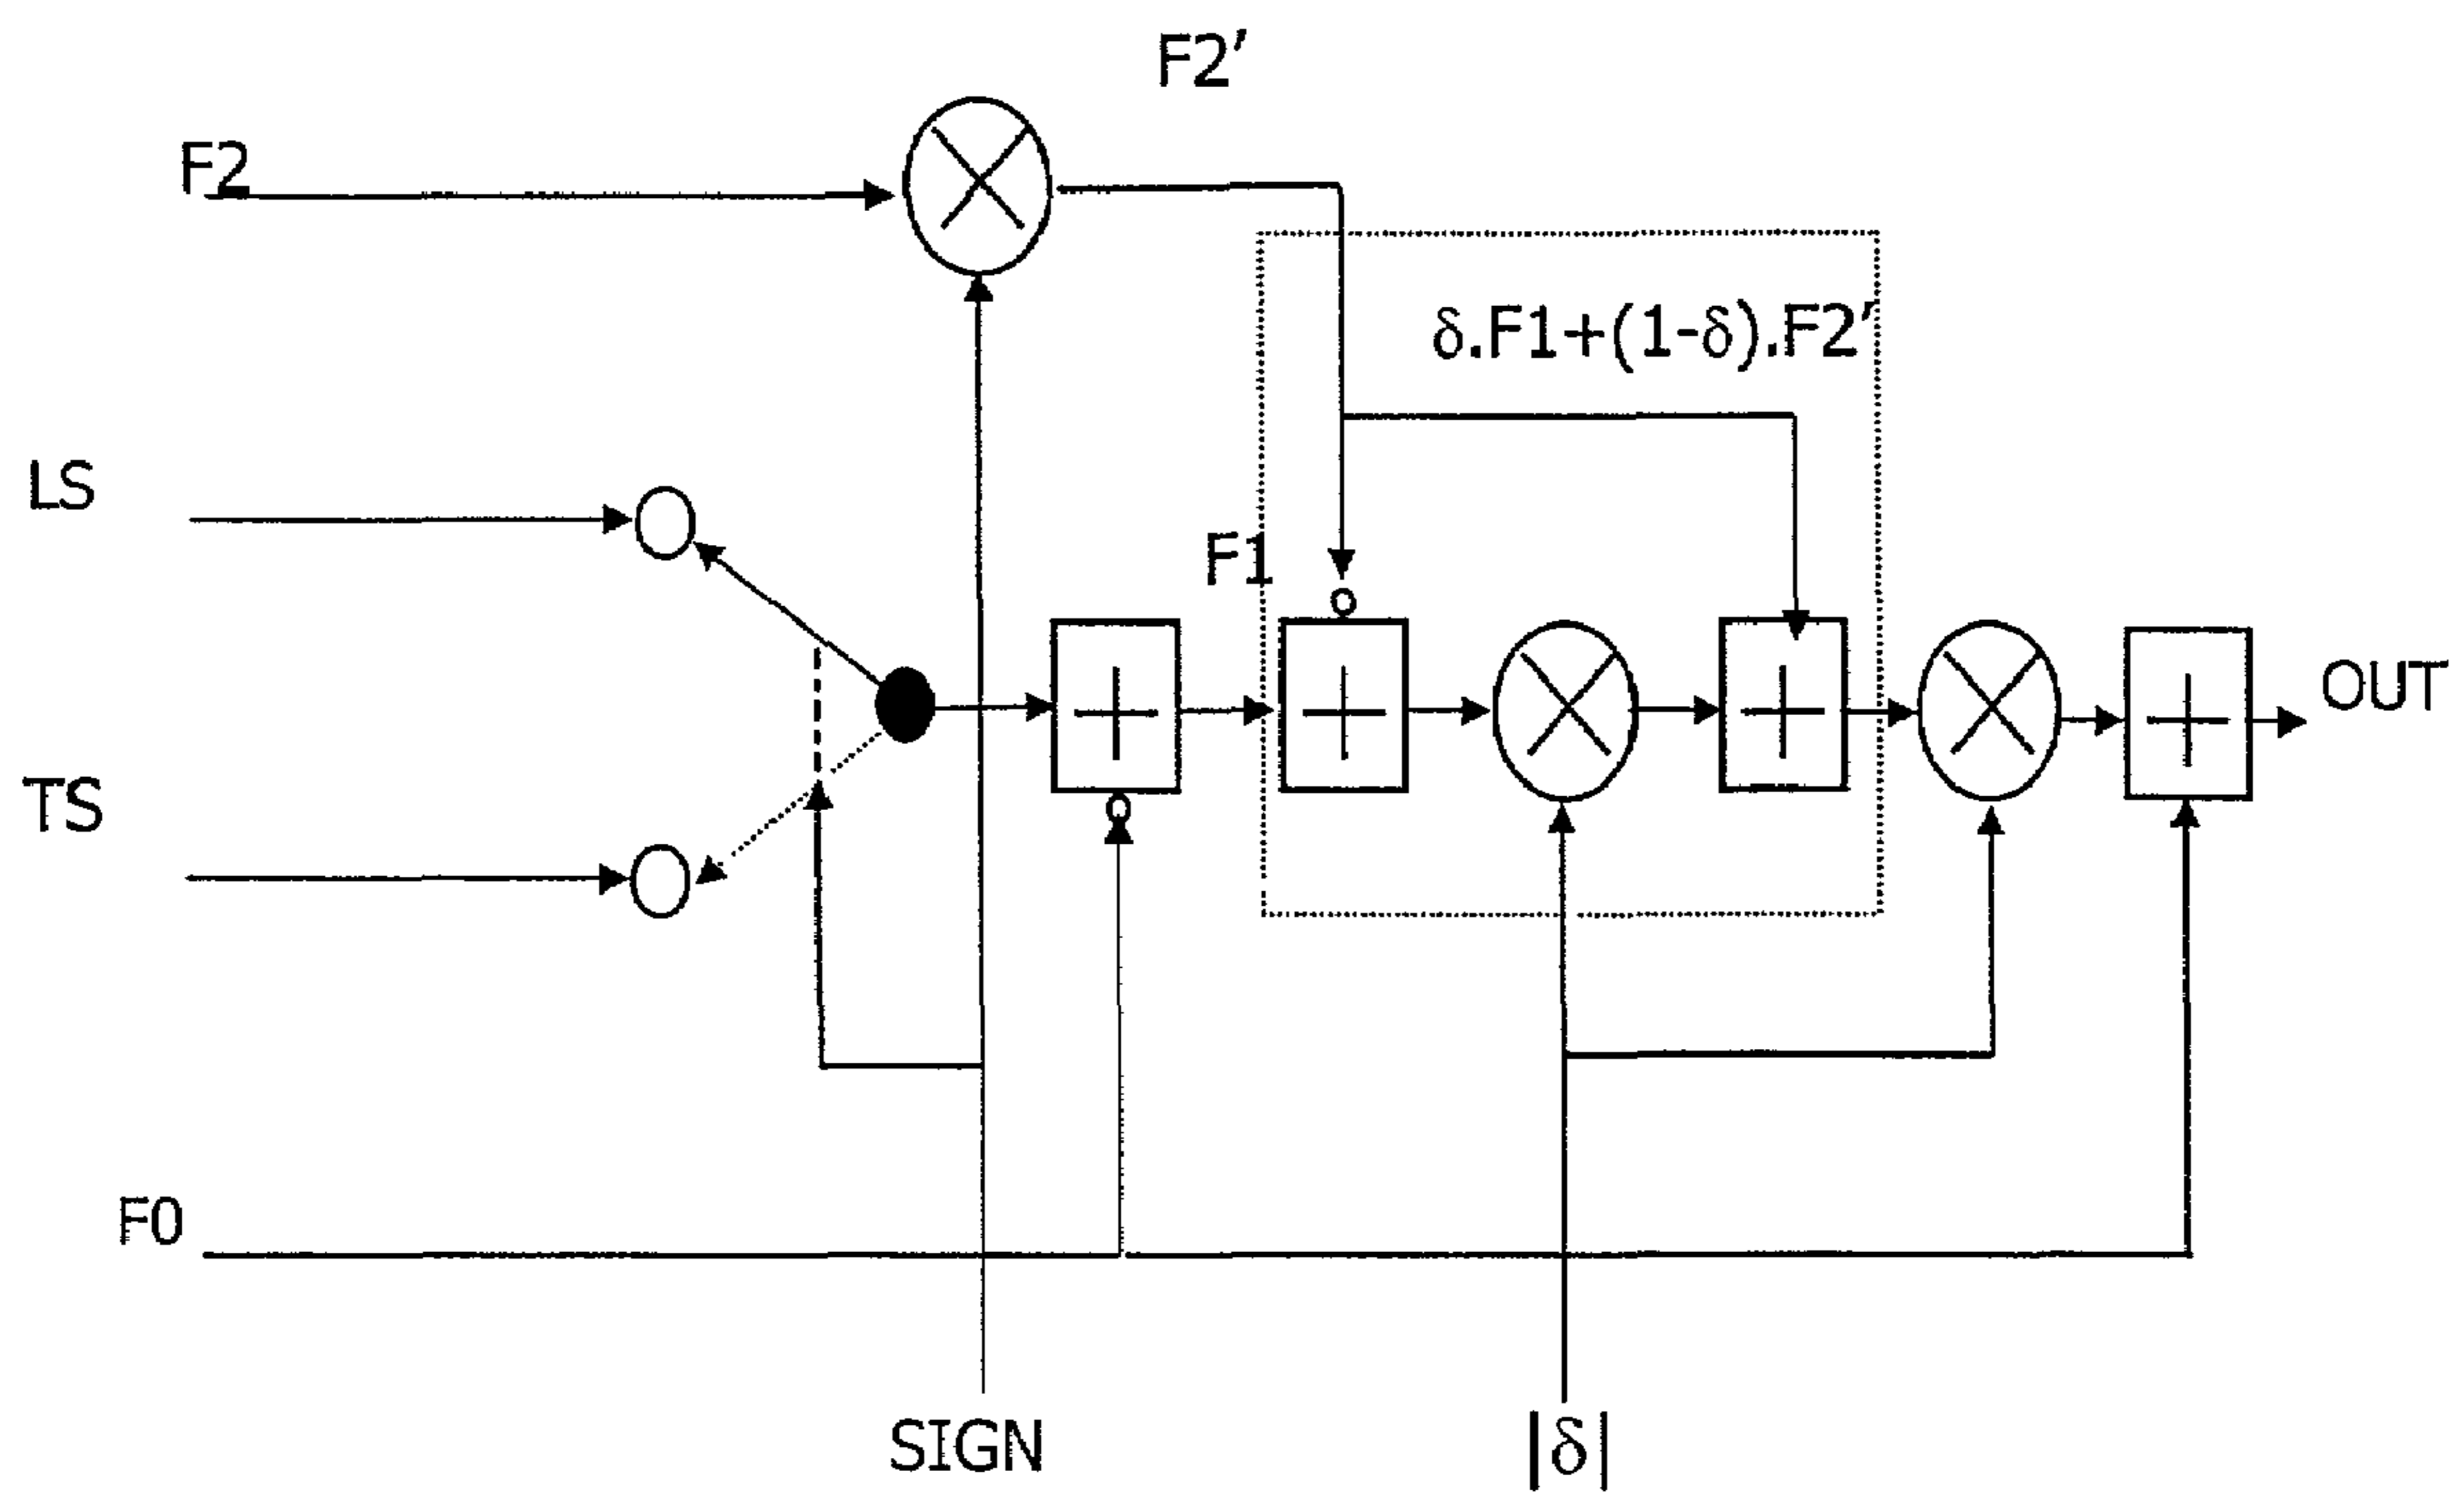 F2'
F2
δ.F1+(1-δ).F2'
LS
F1
OUT
TS
F0
SIGN
|δ|